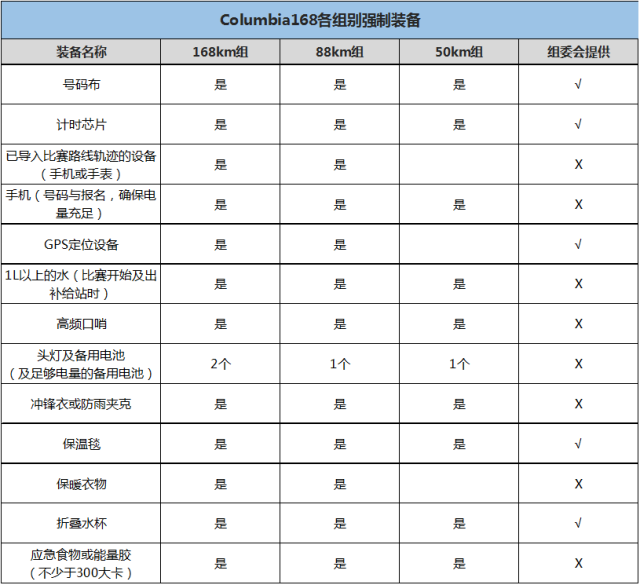 Columbia168各组别强制装备
装备名称 168km组 88km组 50km组 组委会提供
号码布 是 是 是 √
计时芯片 是 是 是 √
已导入比赛路线轨迹的设备
（手机或手表） 是 是 X
手机（号码与报名，确保电
量充足） 是 是 是 X
GPS定位设备 是 是 √
1L以上的水（比赛开始及出
补给站时） 是 是 是 X
高频口哨 是 是 是 X
头灯及备用电池
（及足够电量的备用电池） 2个 1个 1个 X
冲锋衣或防雨夹克 是 是 是 X
保温毯 是 是 是 √
保暖衣物 是 是 X
折叠水杯 是 是 是 √
应急食物或能量胶
（不少于300大卡） 是 是 是 X